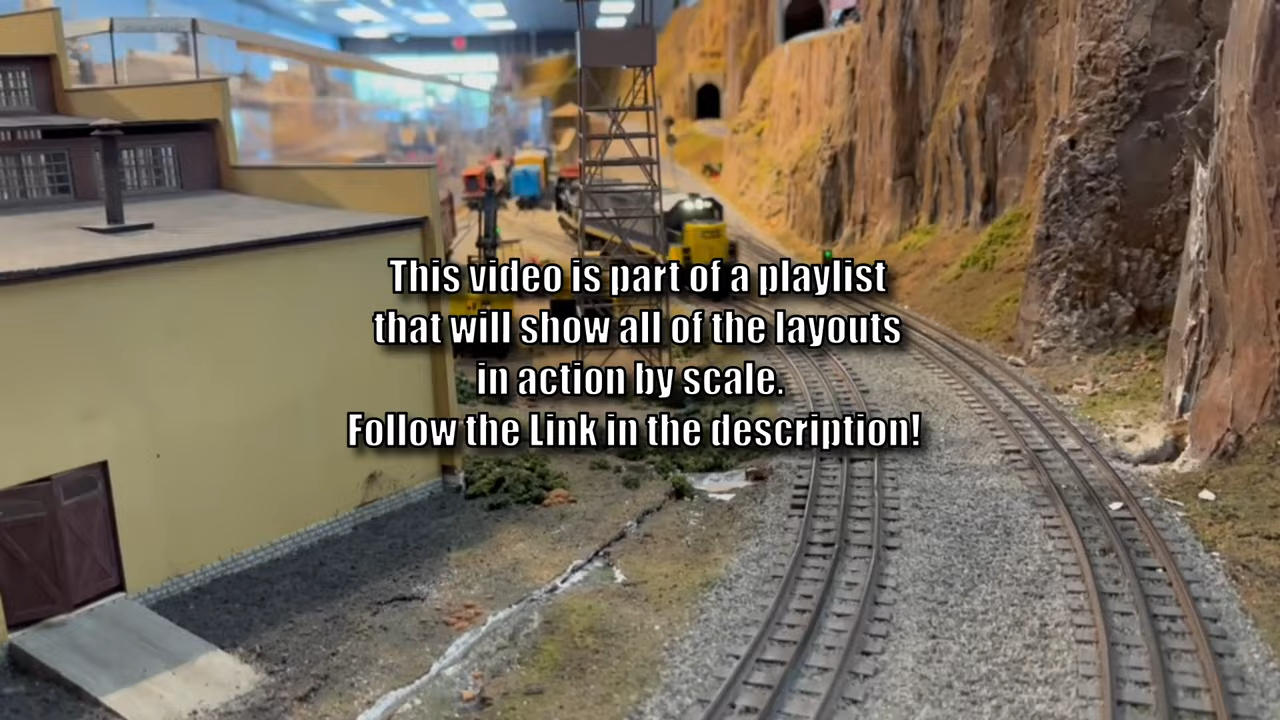 This video is part of a playlist
that will show all of the layouts
in action by scale.
Follow the Link in the description!